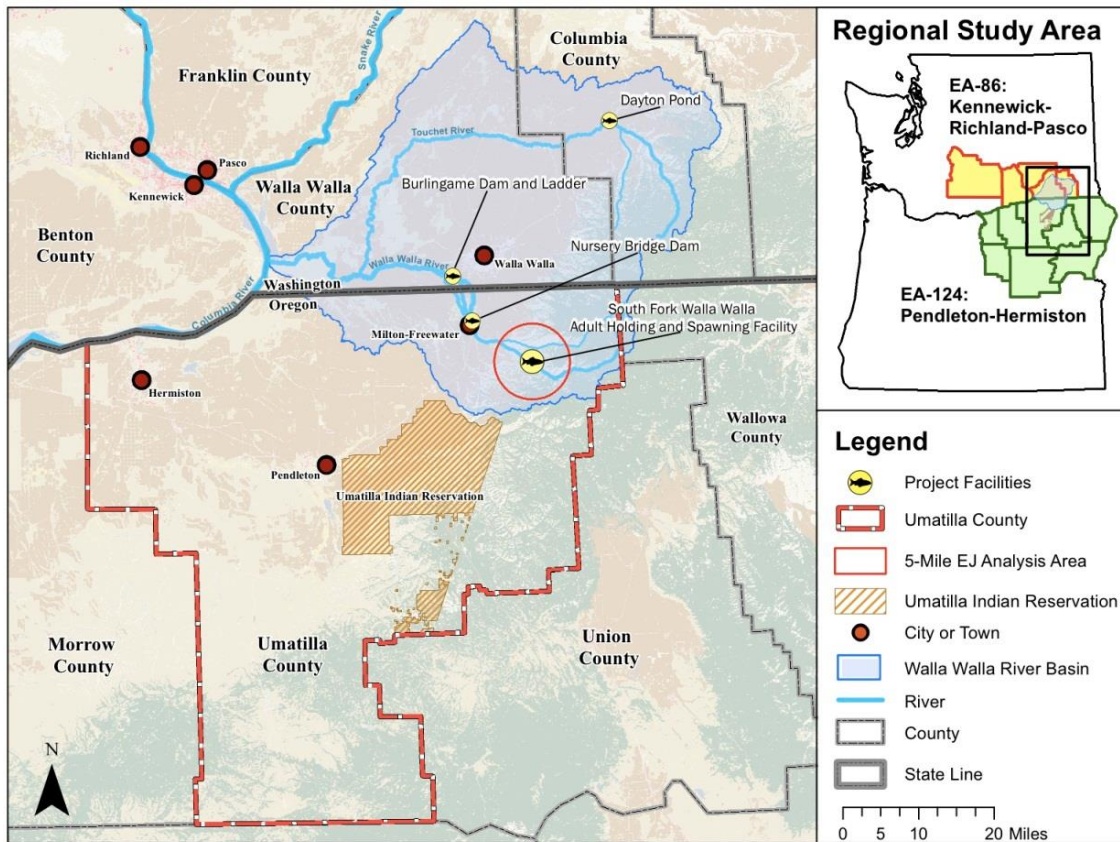 Columbia
County
Franklin County
Snake River
Dayton Pond
Touchet River
Richland
Pasco
Kennewick
Walla Walla
County
Burlingame Dam and Ladder
Benton
County
Nursery Bridge Dam
Walla Walla River
Walla Walla
Washington
Oregon
Columbia River
South Fork Walla Walla
Adult Holding and Spawning Facility
Milton-Freewater
Hermiston
Wallowa
County
Pendleton
Umatilla Indian Reservation
Morrow
County
Umatilla
County
Union
County
N
Regional Study Area
EA-86:
Kennewick-
Richland-Pasco
EA-124:
Pendleton-Hermiston
Legend
Project Facilities
Umatilla County
5-Mile EJ Analysis Area
Umatilla Indian Reservation
City or Town
Walla Walla River Basin
River
County
State Line
0 5 10 20 Miles